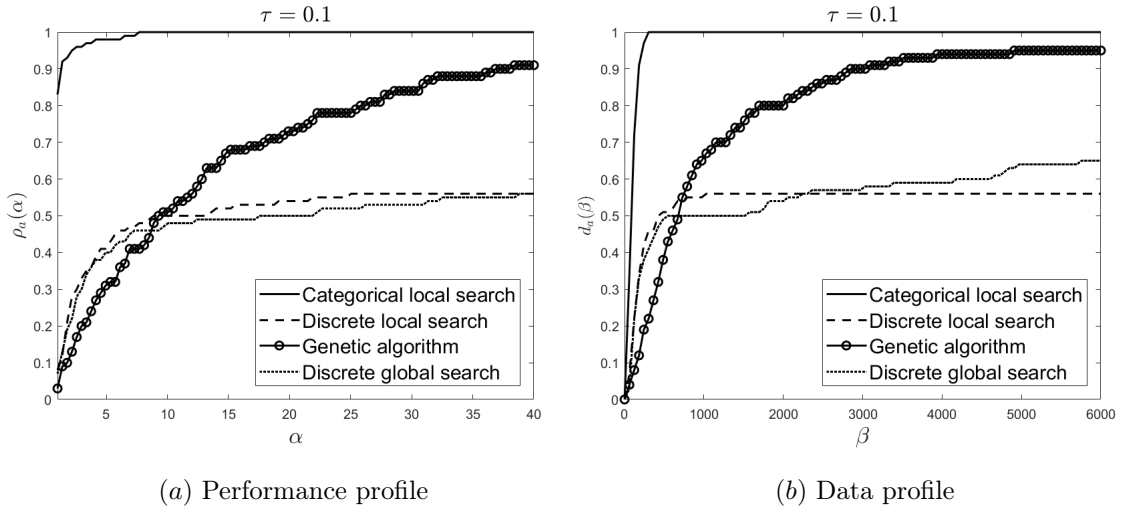 τ = 0.1
1
0.9
0.8
0.7
0.6
0.5
0.4
0.3
0.2
0.1
0
ρ_a(α)
5 10 15 20 25 30 35 40
α
Categorical local search
Discrete local search
Genetic algorithm
Discrete global search
(a) Performance profile
τ = 0.1
1
0.9
0.8
0.7
0.6
0.5
0.4
0.3
0.2
0.1
0
d_a(β)
0 1000 2000 3000 4000 5000 6000
β
Categorical local search
Discrete local search
Genetic algorithm
Discrete global search
(b) Data profile